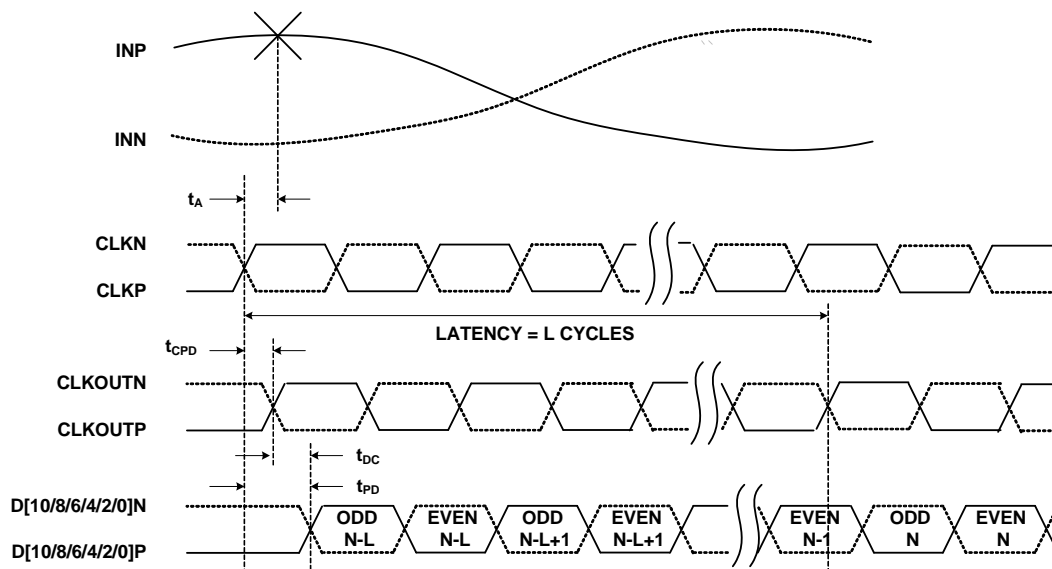 INP
INN
tA
CLKN
CLKP
LATENCY = L CYCLES
tCPD
CLKOUTN
CLKOUTP
tDC
tPD
D[10/8/6/4/2/0]N
D[10/8/6/4/2/0]P
ODD N-L
EVEN N-L
ODD N-L+1
EVEN N-L+1
EVEN N-1
ODD N
EVEN N